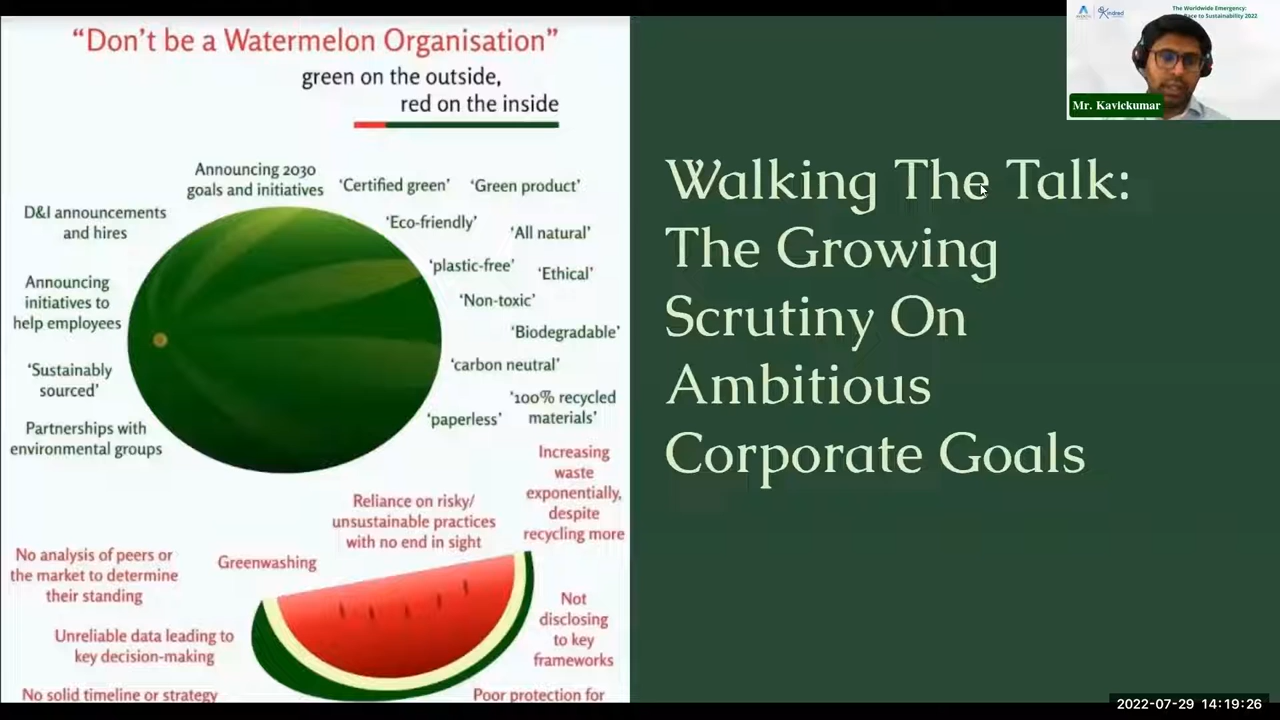 “Don’t be a Watermelon Organisation”
green on the outside,
red on the inside
Announcing 2030
goals and initiatives
‘Certified green’
‘Green product’
D&I announcements
and hires
‘Eco-friendly’
‘All natural’
‘plastic-free’
‘Ethical’
Announcing
initiatives to
help employees
‘Non-toxic’
‘Biodegradable’
‘Sustainably
sourced’
‘carbon neutral’
‘100% recycled
materials’
‘paperless’
Partnerships with
environmental groups
Increasing
waste
exponentially,
despite
recycling more
Reliance on risky/
unsustainable practices
with no end in sight
No analysis of peers or
the market to determine
their standing
Greenwashing
Not
disclosing
to key
frameworks
Unreliable data leading to
key decision-making
No solid timeline or strategy
Poor protection for
Walking The Talk:
The Growing
Scrutiny On
Ambitious
Corporate Goals
Kindred
The Worldwide Emergency:
Race to Sustainability 2022
Mr. Kavickumar
2022-07-29 14:19:26